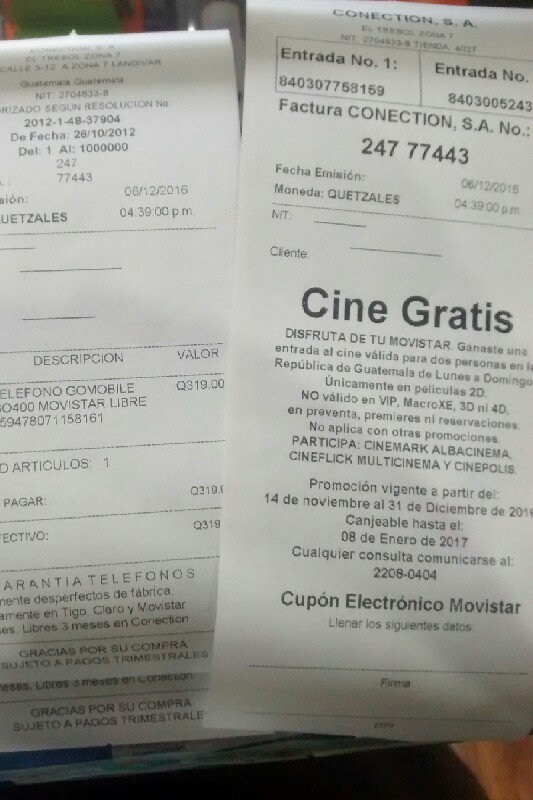 CONECTION, S. A.
EL TREBOL ZONA 7
CALLE 3-12 A ZONA 7 LANDIVAR
Guatemala, Guatemala
NIT: 2704633-8
ORIZADO SEGUN RESOLUCION No
2012-1-48-37904
De Fecha: 26/10/2012
Del: 1 Al: 1000000
247
77443
sión: 06/12/2016
UETZALES 04:39:00 p.m
DESCRIPCION VALOR
ELEFONO GOMOBILE Q319.00
GO400 MOVISTAR LIBRE
59478071158161
D ARTICULOS: 1
PAGAR: Q319.0
ECTIVO: Q319
ARANTIA TELEFONOS
mente desperfectos de fábrica.
amente en Tigo, Claro y Movistar
ses. Libres 3 meses en Conection
GRACIAS POR SU COMPRA
SUJETO A PAGOS TRIMESTRALES
meses, Libres 3 meses en Conection
GRACIAS POR SU COMPRA
SUJETO A PAGOS TRIMESTRALE
CONECTION, S. A.
EL TREBOL ZONA 7
NIT: 2704633-8 TIENDA: 4027
Entrada No. 1: Entrada No.
840307758159 8403005243
Factura CONECTION, S.A. No.:
247 77443
Fecha Emisión: 06/12/2016
Moneda: QUETZALES 04:39:00 p.m
NIT:
Cliente:
Cine Gratis
DISFRUTA DE TU MOVISTAR. Ganaste una
entrada al cine válida para dos personas en la
República de Guatemala de Lunes a Domingo
Únicamente en películas 2D.
NO válido en VIP, MacroXE, 3D ni 4D,
en preventa, premieres ni reservaciones.
No aplica con otras promociones.
PARTICIPA: CINEMARK ALBACINEMA,
CINEFLICK MULTICINEMA Y CINEPOLIS.
Promoción vigente a partir del:
14 de noviembre al 31 de Diciembre de 2016
Canjeable hasta el:
08 de Enero de 2017
Cualquier consulta comunicarse al:
2208-0404
Cupón Electrónico Movistar
Llenar los siguientes datos:
Firma